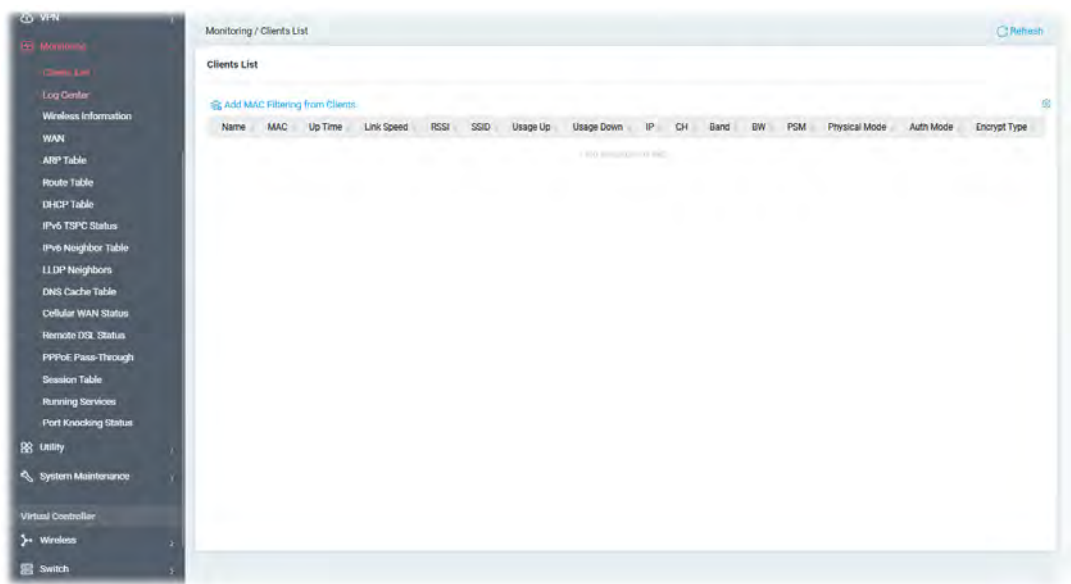 VPN
Monitoring
Clients List
Log Center
Wireless Information
WAN
ARP Table
Route Table
DHCP Table
IPv6 TSPC Status
IPv6 Neighbor Table
LLDP Neighbors
DNS Cache Table
Cellular WAN Status
Remote DSL Status
PPPoE Pass-Through
Session Table
Running Services
Port Knocking Status
Utility
System Maintenance
Virtual Controller
Wireless
Switch
Monitoring / Clients List
Refresh
Clients List
Add MAC Filtering from Clients
Name MAC Up Time Link Speed RSSI SSID Usage Up Usage Down IP CH Band BW PSM Physical Mode Auth Mode Encrypt Type